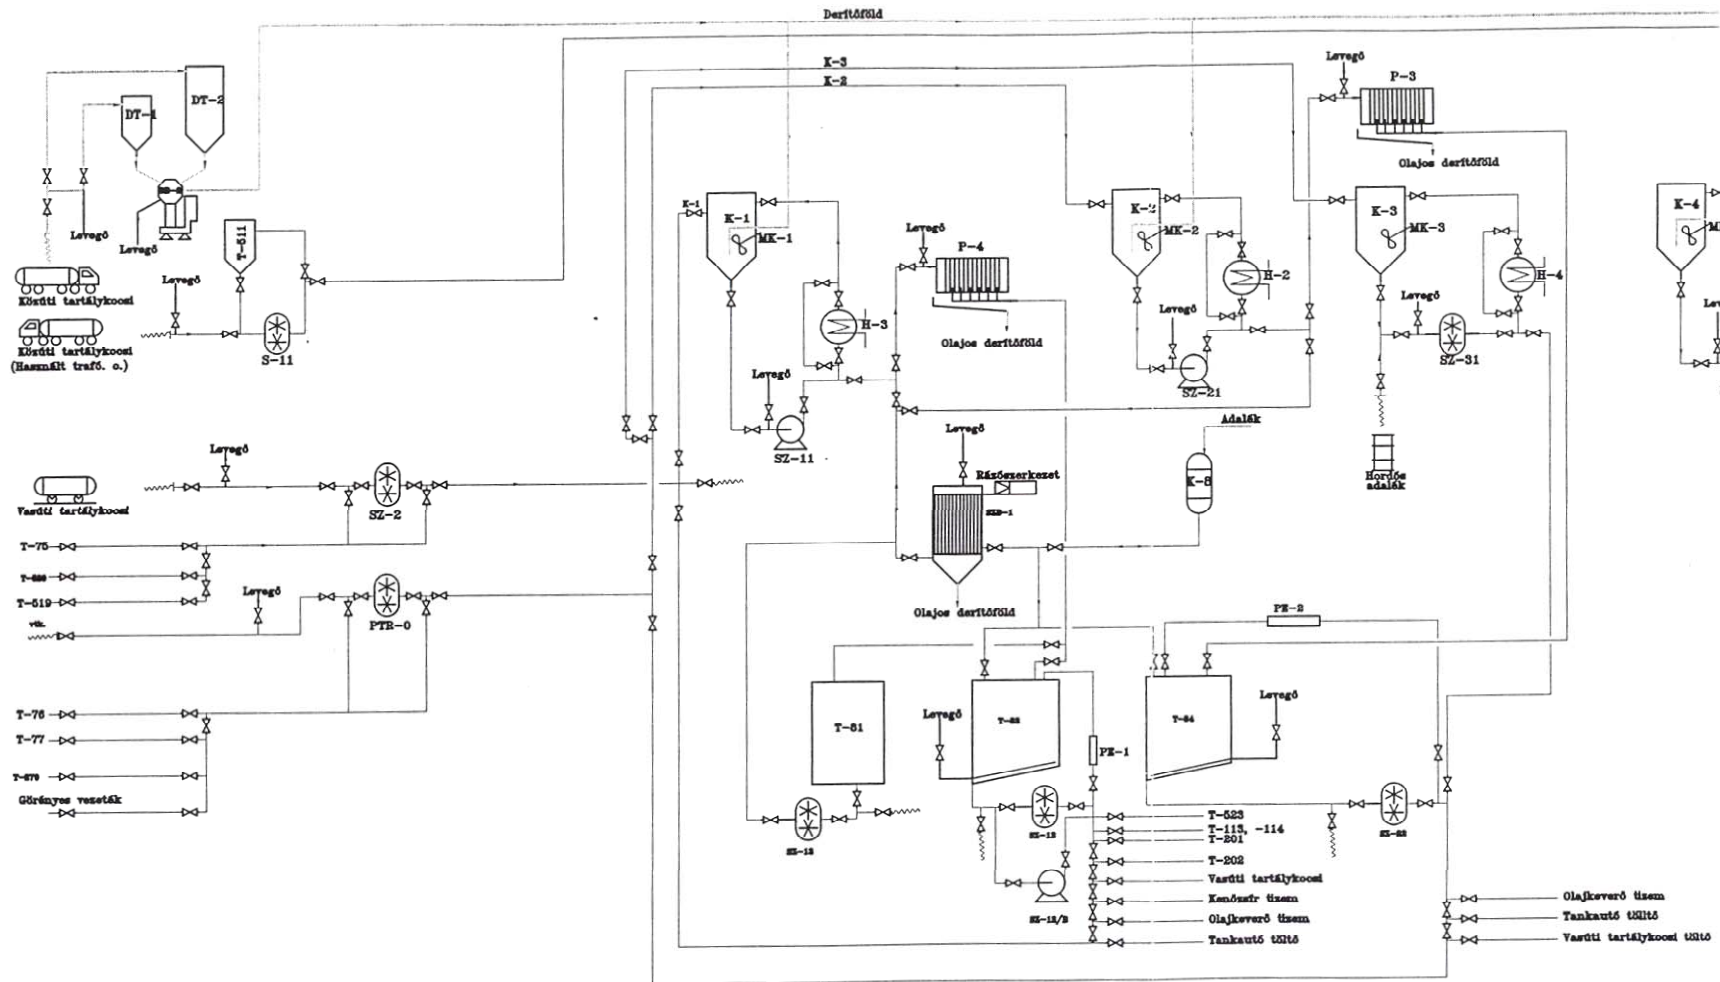 Derítőföld
K-3
K-2
Levegő
P-3
Olajos derítőföld
DT-2
DT-1
Levegő
Levegő
T-511
Levegő
Közúti tartálykocsi
Közúti tartálykocsi
(Használt trafó. o.)
S-11
K-1
K-1
MK-1
H-3
Levegő
SZ-11
Levegő
P-4
Olajos derítőföld
K-2
MK-2
H-2
Levegő
SZ-21
K-3
MK-3
H-4
Levegő
SZ-31
K-4
Hordós
adalék
Adalék
K-8
Levegő
Rázószerkezet
Olajos derítőföld
Levegő
SZ-2
Vasúti tartálykocsi
T-75
T-519
Levegő
PTR-0
T-76
T-77
Görényes vezeték
T-81
Levegő
PE-1
PE-2
Levegő
T-84
SZ-12/B
T-523
T-113, -114
T-201
T-202
Vasúti tartálykocsi
Kenőzsír üzem
Olajkeverő üzem
Tankautó töltő
Olajkeverő üzem
Tankautó töltő
Vasúti tartálykocsi töltő